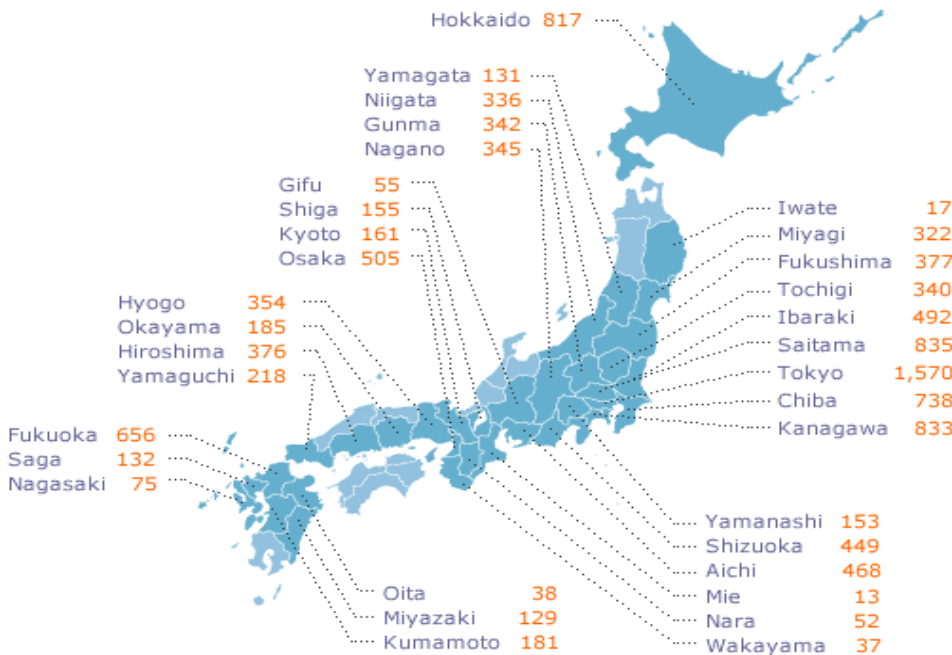 Hokkaido 817
Yamagata 131
Niigata 336
Gunma 342
Nagano 345
Gifu 55
Shiga 155
Kyoto 161
Osaka 505
Iwate 17
Miyagi 322
Fukushima 377
Tochigi 340
Ibaraki 492
Saitama 835
Tokyo 1,570
Chiba 738
Kanagawa 833
Hyogo 354
Okayama 185
Hiroshima 376
Yamaguchi 218
Fukuoka 656
Saga 132
Nagasaki 75
Yamanashi 153
Shizuoka 449
Aichi 468
Mie 13
Nara 52
Wakayama 37
Oita 38
Miyazaki 129
Kumamoto 181